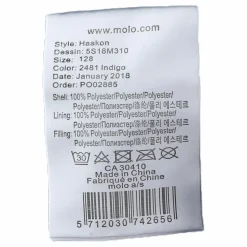 www.molo.com
Style: Haakon
Dessin: 5S18M310
Size: 128
Color: 2481 Indigo
Date: January 2018
Order: PO02885
Shell: 100% Polyester/Polyester/Polyester/
Polyester/Полиэстер/涤纶/폴리 에스테르
Lining: 100% Polyester/Polyester/Polyester/
Polyester/Полиэстер/涤纶/폴리 에스테르
Filling: 100% Polyester/Polyester/Polyester/
Polyester/Полиэстер/涤纶/폴리 에스테르
CA30410
Made in China
Fabriqué en Chine
molo a/s
5 712030 742656